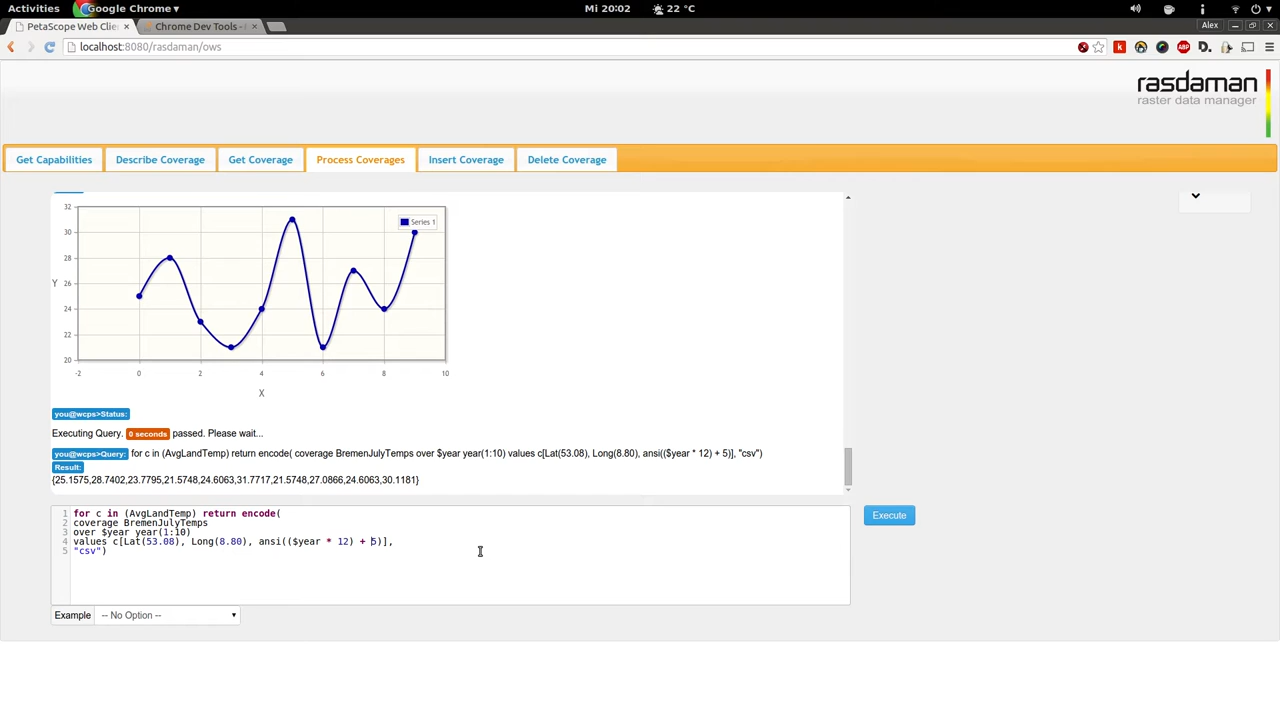 Activities Google Chrome ▾ Mi 20:02 22 °C
PetaScope Web Clie × Chrome Dev Tools - × Alex
localhost:8080/rasdaman/ows
rasdaman
raster data manager
Get Capabilities Describe Coverage Get Coverage Process Coverages Insert Coverage Delete Coverage
32
Series 1
30
28
Y 26
24
22
20
-2 0 2 4 6 8 10
X
you@wcps>Status:
Executing Query. 0 seconds passed. Please wait...
you@wcps>Query: for c in (AvgLandTemp) return encode( coverage BremenJulyTemps over $year year(1:10) values c[Lat(53.08), Long(8.80), ansi(($year * 12) + 5)], "csv")
Result:
{25.1575,28.7402,23.7795,21.5748,24.6063,31.7717,21.5748,27.0866,24.6063,30.1181}
1 for c in (AvgLandTemp) return encode(
2 coverage BremenJulyTemps
3 over $year year(1:10)
4 values c[Lat(53.08), Long(8.80), ansi(($year * 12) + 5)],
5 "csv")
Execute
Example -- No Option --